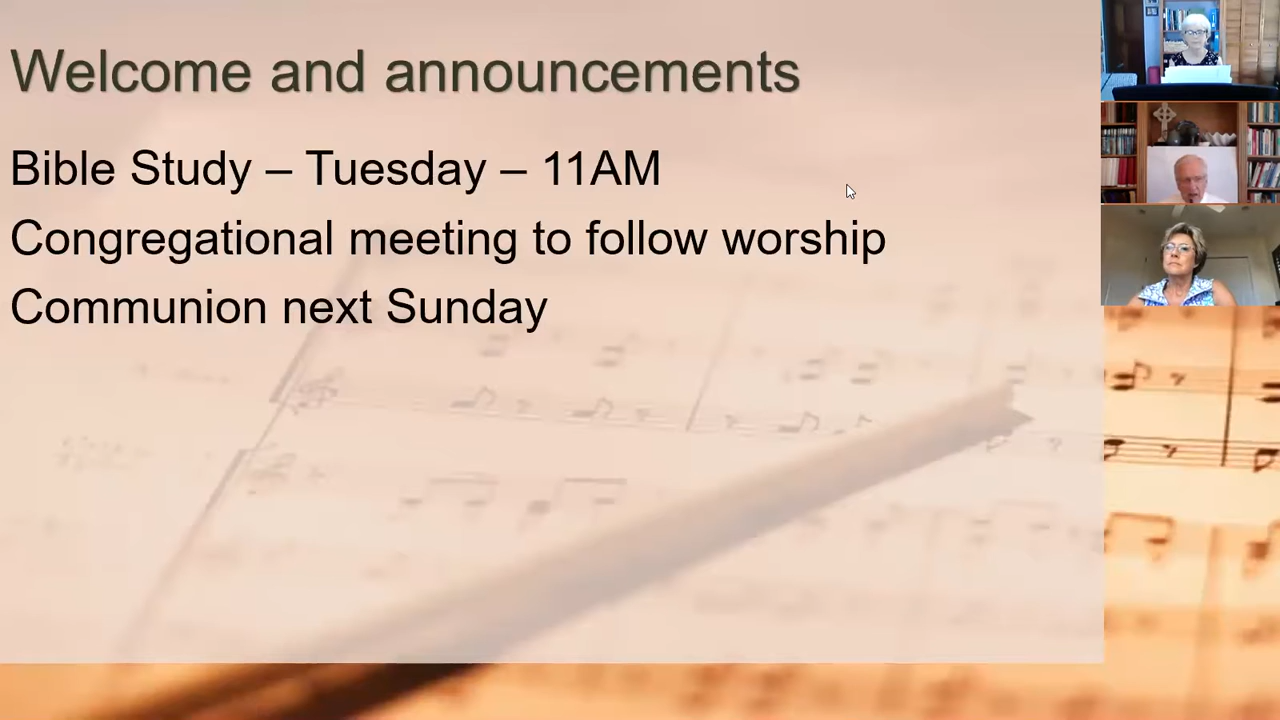 Welcome and announcements
Bible Study – Tuesday – 11AM
Congregational meeting to follow worship
Communion next Sunday